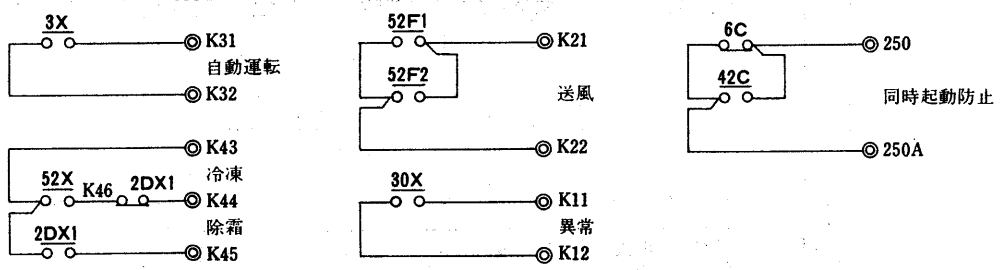 3X
K31
自動運転
K32
K43
冷凍
52X
K46
2DX1
K44
除霜
2DX1
K45
52F1
K21
52F2
送風
K22
30X
K11
異常
K12
6C
250
42C
同時起動防止
250A